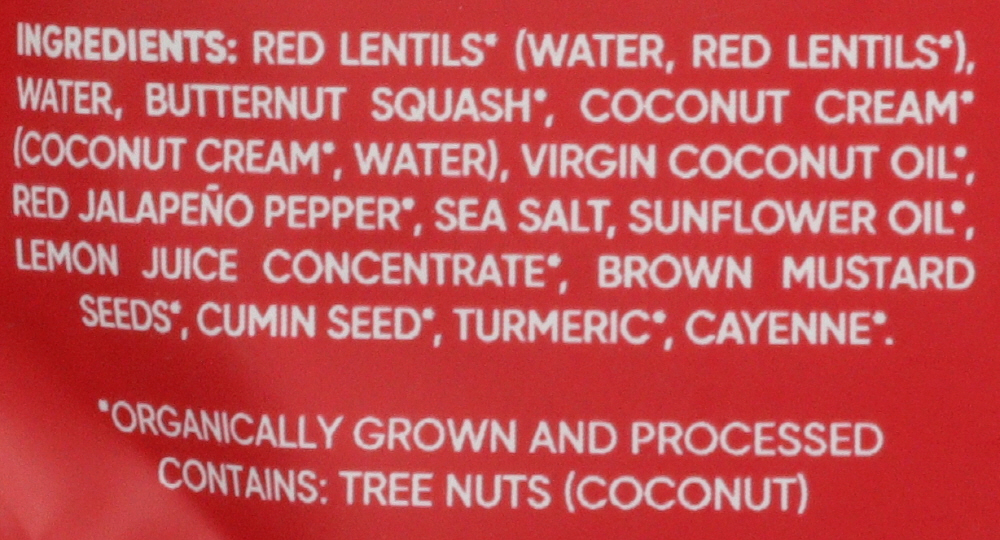 INGREDIENTS: RED LENTILS* (WATER, RED LENTILS*),
WATER, BUTTERNUT SQUASH*, COCONUT CREAM*
(COCONUT CREAM*, WATER), VIRGIN COCONUT OIL*,
RED JALAPEÑO PEPPER*, SEA SALT, SUNFLOWER OIL*,
LEMON JUICE CONCENTRATE*, BROWN MUSTARD
SEEDS*, CUMIN SEED*, TURMERIC*, CAYENNE*.
*ORGANICALLY GROWN AND PROCESSED
CONTAINS: TREE NUTS (COCONUT)